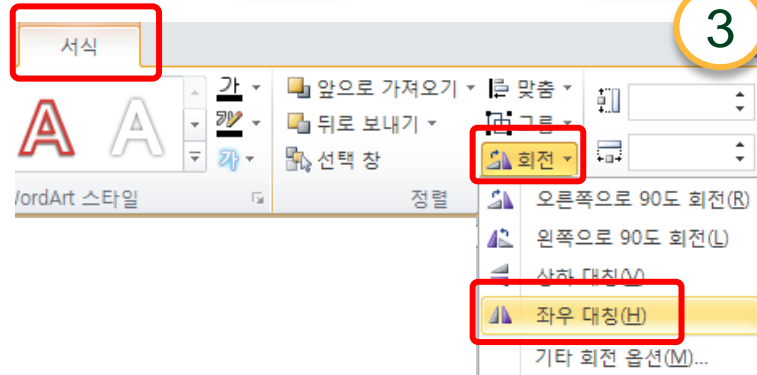 3
서식
가
앞으로 가져오기
맞춤
A A
가
뒤로 보내기
그룹
가
선택 창
회전
WordArt 스타일
정렬
오른쪽으로 90도 회전(R)
왼쪽으로 90도 회전(L)
상하 대칭(V)
좌우 대칭(H)
기타 회전 옵션(M)...